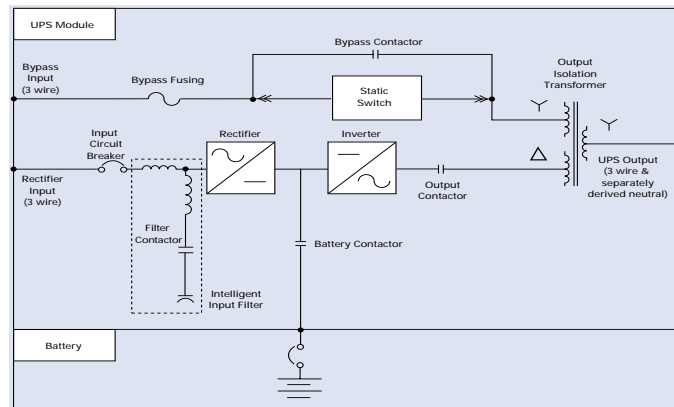 UPS Module
Bypass Contactor
Bypass
Input
(3 wire)
Bypass Fusing
Static
Switch
Output
Isolation
Transformer
Input
Circuit
Breaker
Rectifier
Inverter
Rectifier
Input
(3 wire)
Output
Contactor
UPS Output
(3 wire &
separately
derived neutral)
Filter
Contactor
Battery Contactor
Intelligent
Input Filter
Battery